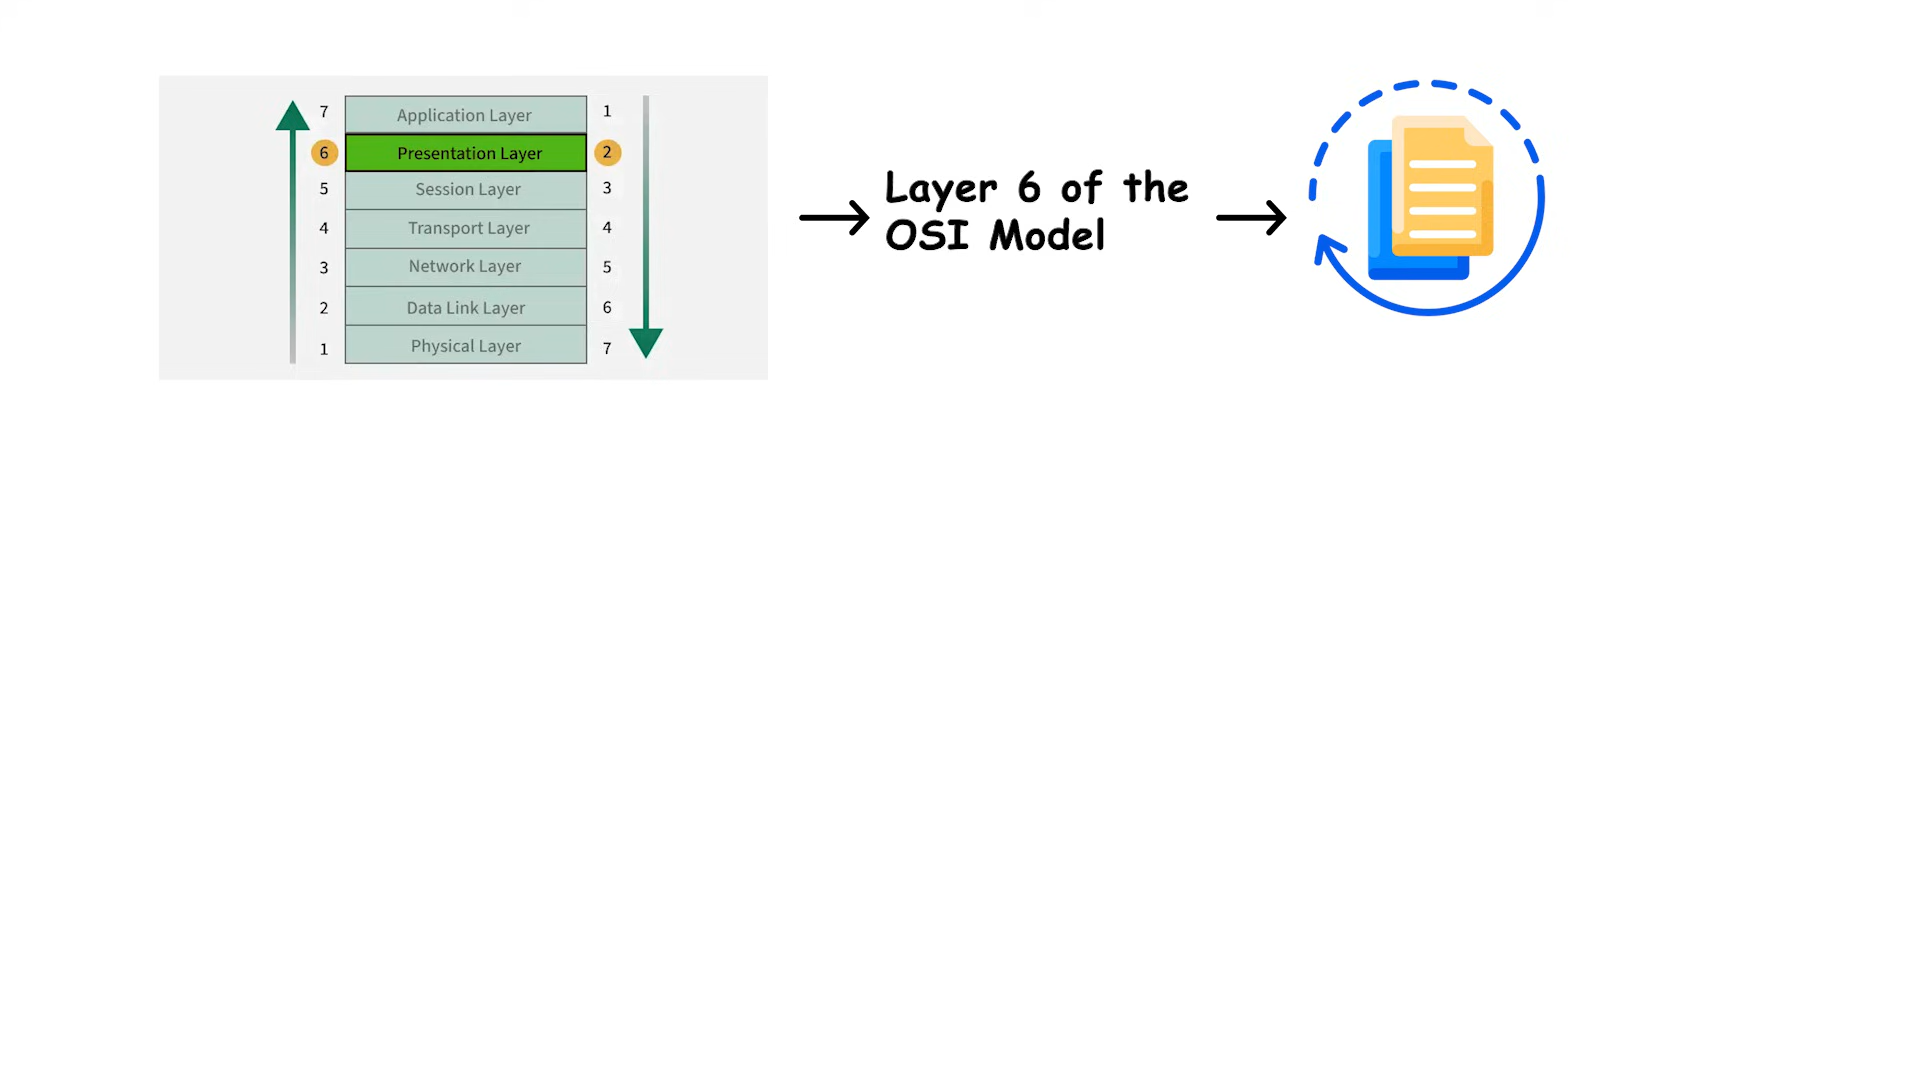 7 Application Layer 1
6 Presentation Layer 2
5 Session Layer 3
4 Transport Layer 4
3 Network Layer 5
2 Data Link Layer 6
1 Physical Layer 7
Layer 6 of the
OSI Model